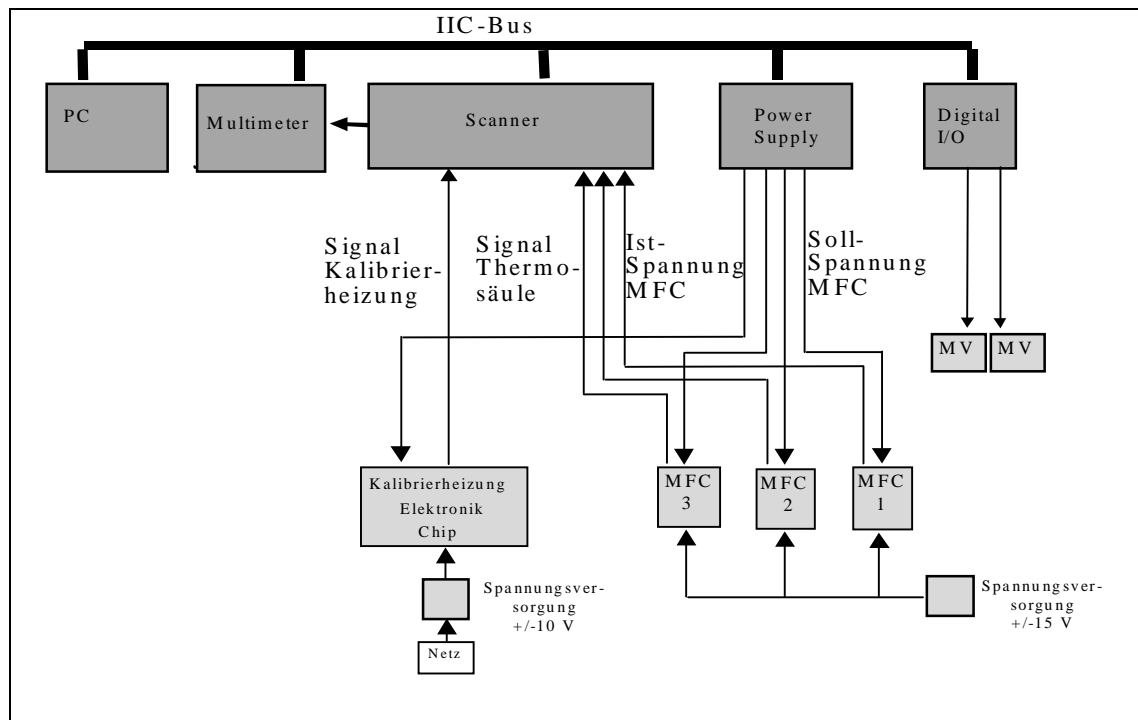 IIC-Bus
PC
Multimeter
Scanner
Power
Supply
Digital
I/O
Signal
Kalibrier-
heizung
Signal
Thermo-
säule
Ist-
Spannung
MFC
Soll-
Spannung
MFC
MV
MV
Kalibrierheizung
Elektronik
Chip
MFC
3
MFC
2
MFC
1
Spannungsver-
sorgung
+/-10 V
Netz
Spannungsver-
sorgung
+/-15 V